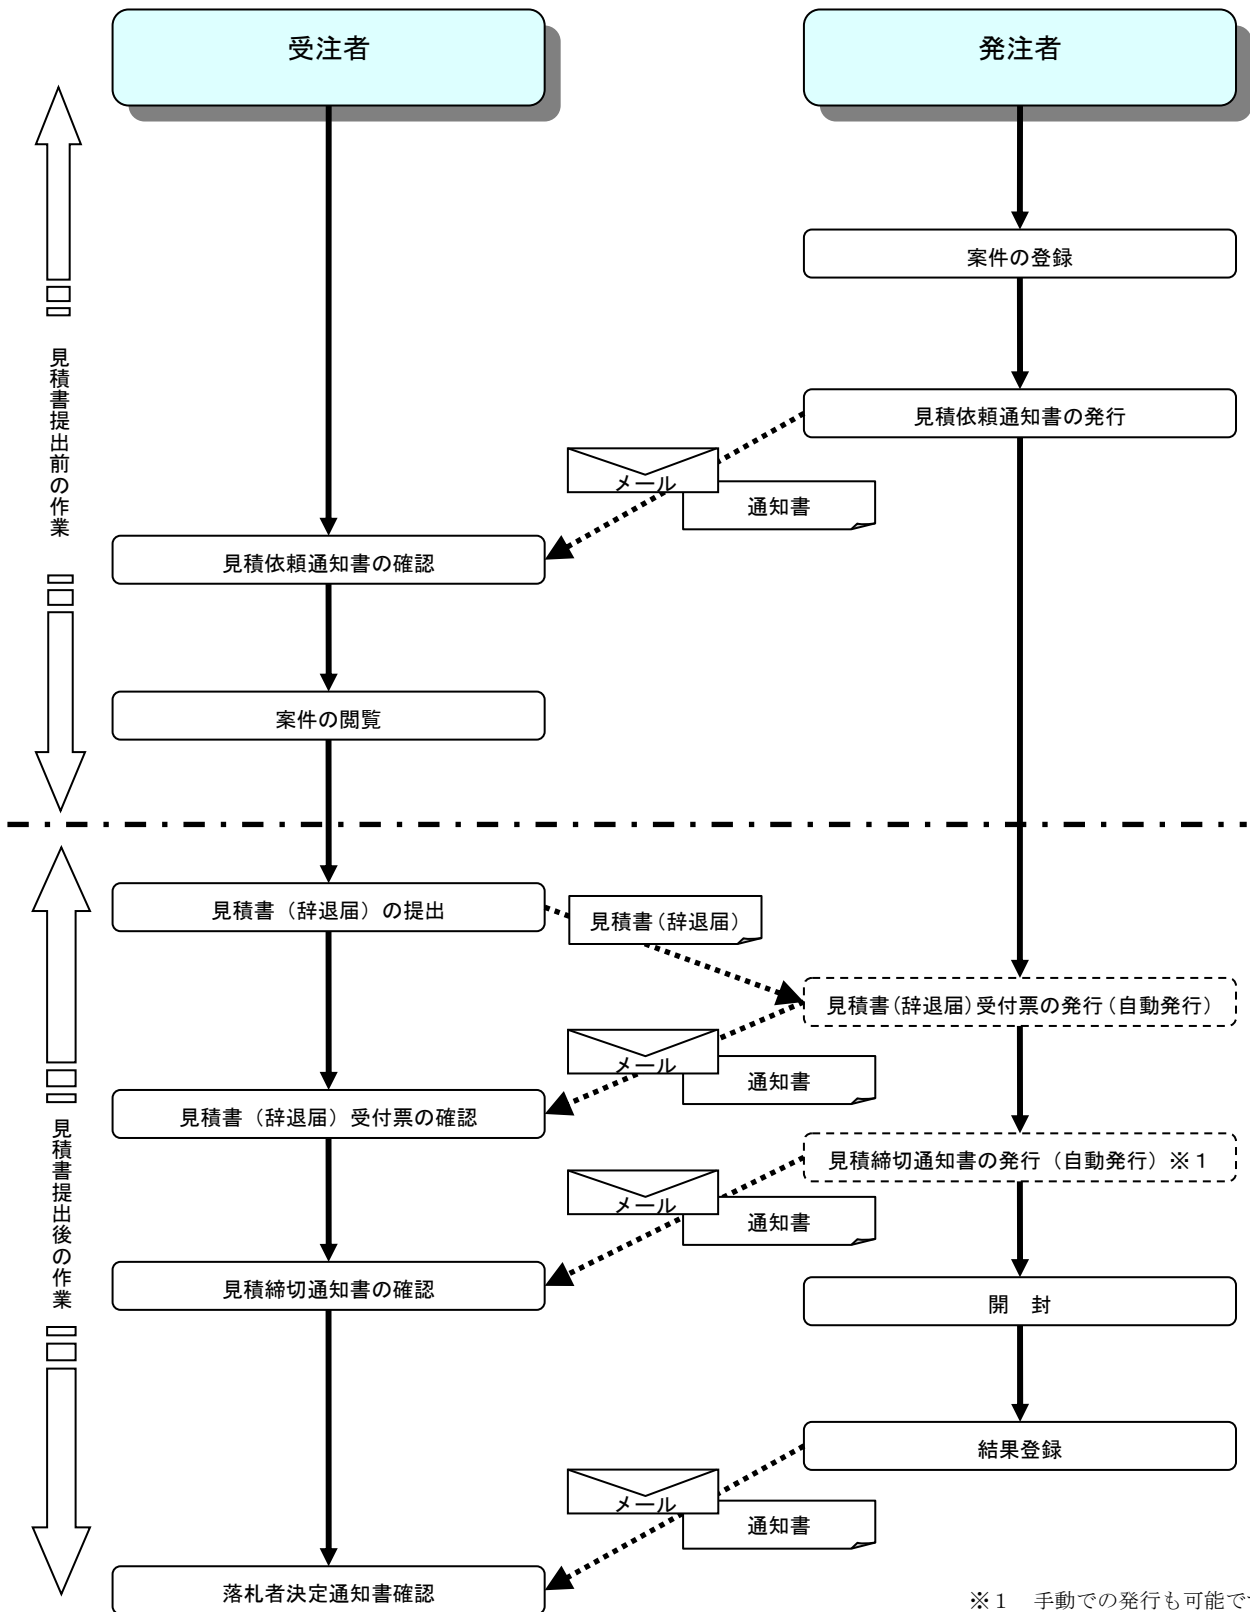 受注者
発注者
案件の登録
見積依頼通知書の発行
メール
通知書
見積書提出前の作業
見積依頼通知書の確認
案件の閲覧
見積書（辞退届）の提出
見積書（辞退届）
見積書（辞退届）受付票の発行（自動発行）
メール
通知書
見積書（辞退届）受付票の確認
見積締切通知書の発行（自動発行）※１
メール
通知書
見積書提出後の作業
見積締切通知書の確認
開　封
結果登録
メール
通知書
落札者決定通知書確認
※１　手動での発行も可能で